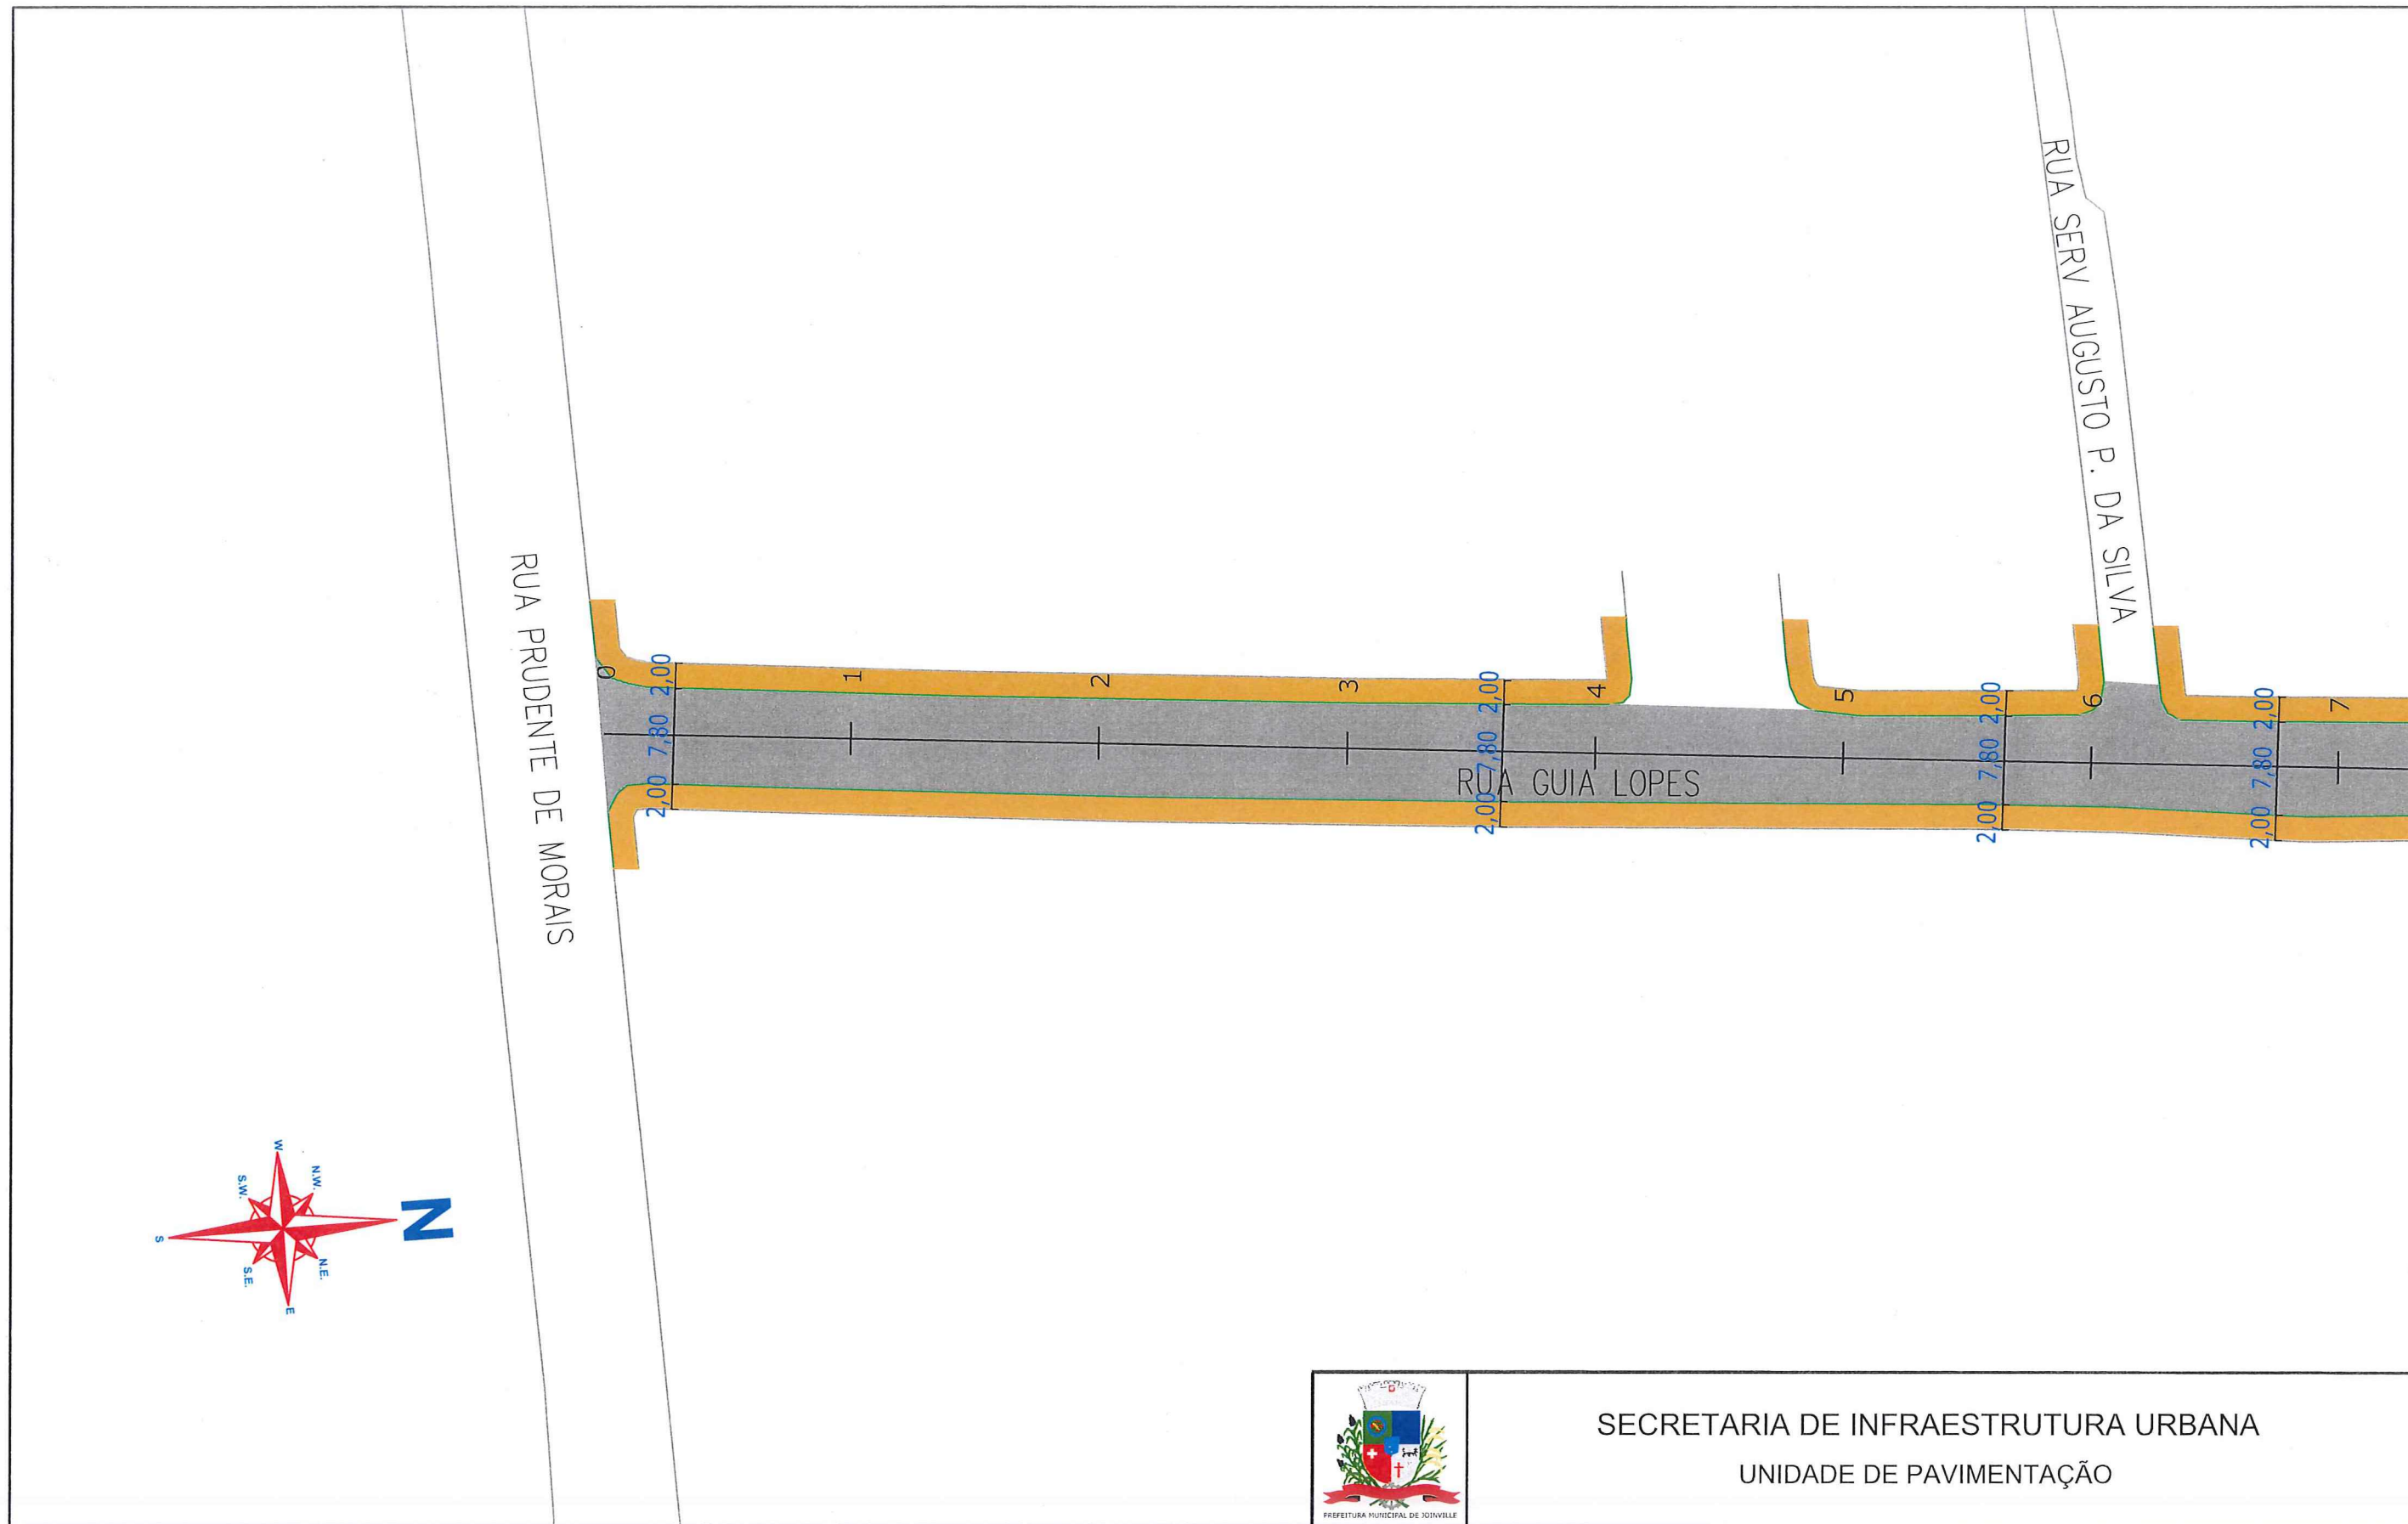 RUA PRUDENTE DE MORAIS
RUA SERV AUGUSTO P. DA SILVA
0
1
2
3
4
5
6
7
2,00
7,80
2,00
2,00
7,80
2,00
2,00
7,80
2,00
2,00
7,80
2,00
RUA GUIA LOPES
N
N.W.
W
S.W.
S
S.E.
E
N.E.
PREFEITURA MUNICIPAL DE JOINVILLE
SECRETARIA DE INFRAESTRUTURA URBANA
UNIDADE DE PAVIMENTAÇÃO